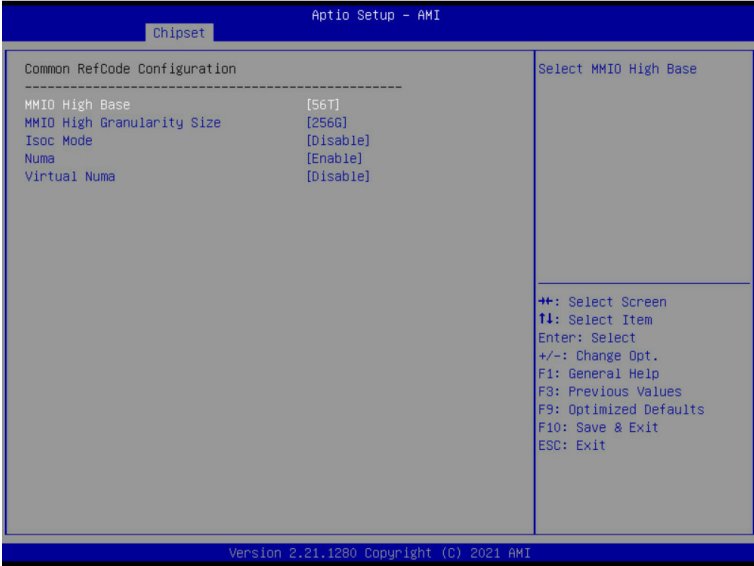 Aptio Setup – AMI
Chipset
Common RefCode Configuration
--------------------------------------------------
MMIO High Base [56T]
MMIO High Granularity Size [256G]
Isoc Mode [Disable]
Numa [Enable]
Virtual Numa [Disable]
Select MMIO High Base
→←: Select Screen
↑↓: Select Item
Enter: Select
+/-: Change Opt.
F1: General Help
F3: Previous Values
F9: Optimized Defaults
F10: Save & Exit
ESC: Exit
Version 2.21.1280 Copyright (C) 2021 AMI